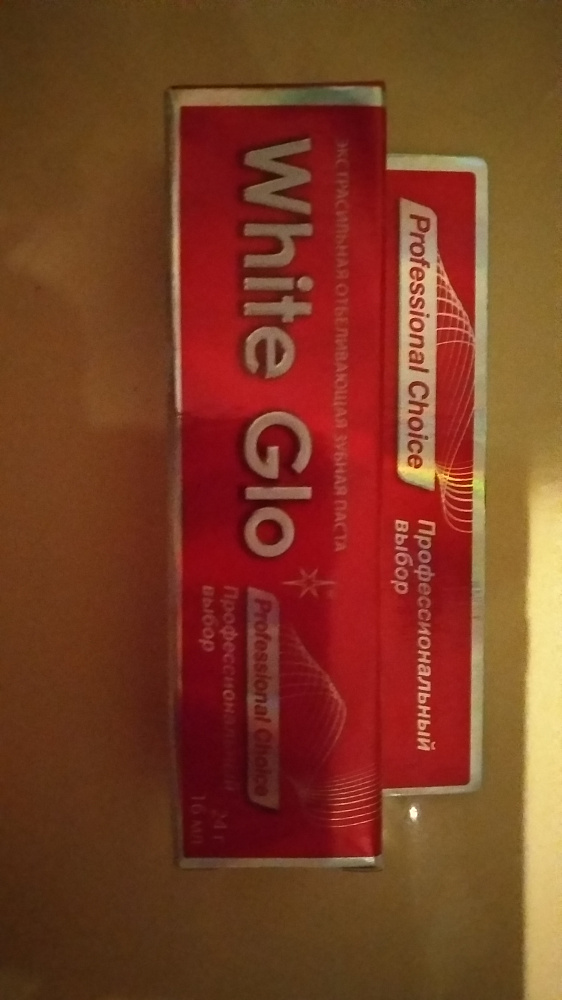 Professional Choice
Профессиональный
выбор
ЭКСТРАСИЛЬНАЯ ОТБЕЛИВАЮЩАЯ ЗУБНАЯ ПАСТА
White Glo
Professional Choice
Профессиональный
выбор
24 г
16 мл